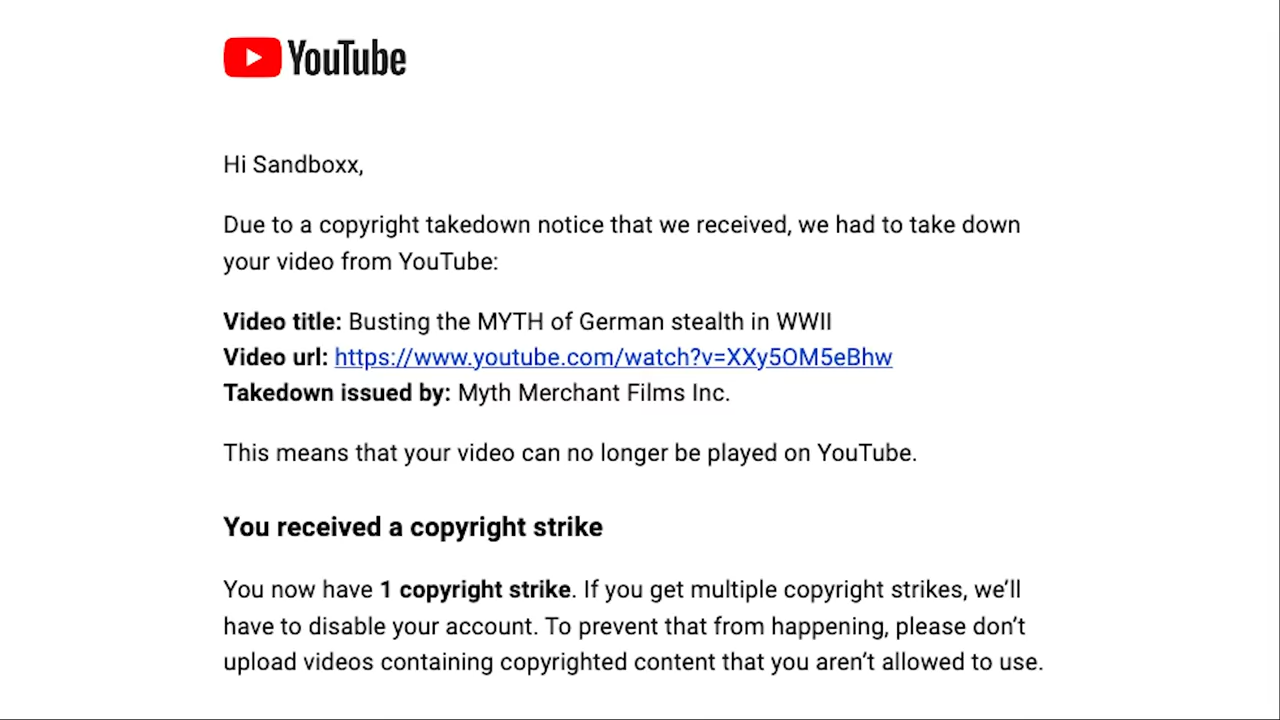 YouTube
Hi Sandboxx,
Due to a copyright takedown notice that we received, we had to take down
your video from YouTube:
Video title: Busting the MYTH of German stealth in WWII
Video url: https://www.youtube.com/watch?v=XXy5OM5eBhw
Takedown issued by: Myth Merchant Films Inc.
This means that your video can no longer be played on YouTube.
You received a copyright strike
You now have 1 copyright strike. If you get multiple copyright strikes, we’ll
have to disable your account. To prevent that from happening, please don’t
upload videos containing copyrighted content that you aren’t allowed to use.